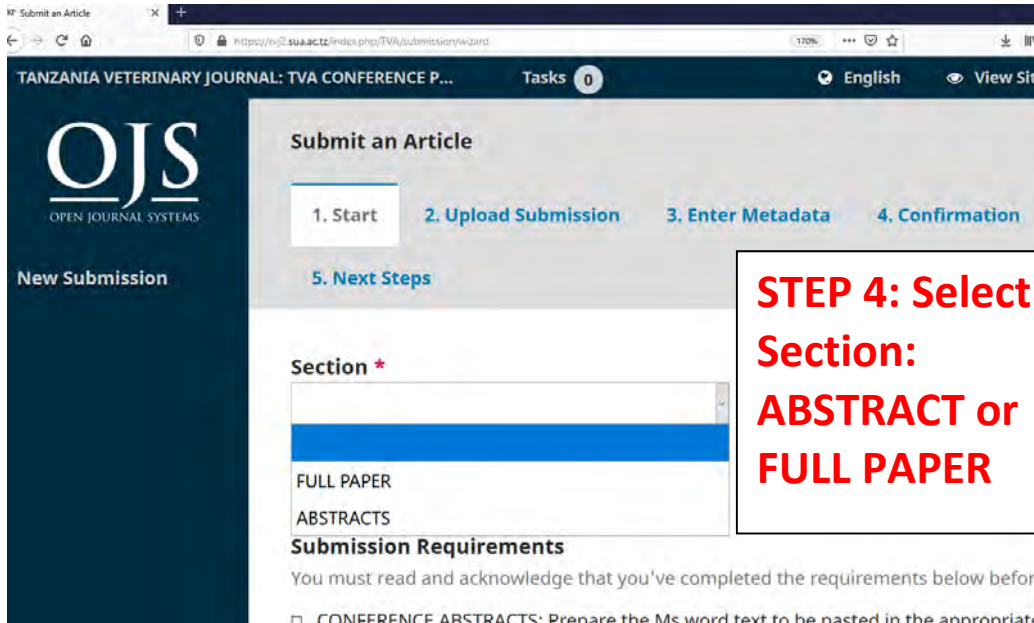 Submit an Article
https://nvj2.sua.ac.tz/index.php/TVA/submission/wizard
170%
TANZANIA VETERINARY JOURNAL: TVA CONFERENCE P...
Tasks 0
English
View Sit
OJS
OPEN JOURNAL SYSTEMS
New Submission
Submit an Article
1. Start
2. Upload Submission
3. Enter Metadata
4. Confirmation
5. Next Steps
STEP 4: Select
Section:
ABSTRACT or
FULL PAPER
Section *
FULL PAPER
ABSTRACTS
Submission Requirements
You must read and acknowledge that you've completed the requirements below befor
CONFERENCE ABSTRACTS: Prepare the Ms word text to be pasted in the appropriat